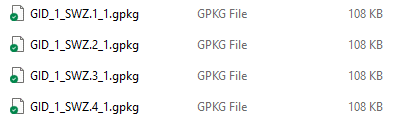 GID_1_SWZ.1_1.gpkg GPKG File 108 KB
GID_1_SWZ.2_1.gpkg GPKG File 108 KB
GID_1_SWZ.3_1.gpkg GPKG File 108 KB
GID_1_SWZ.4_1.gpkg GPKG File 108 KB